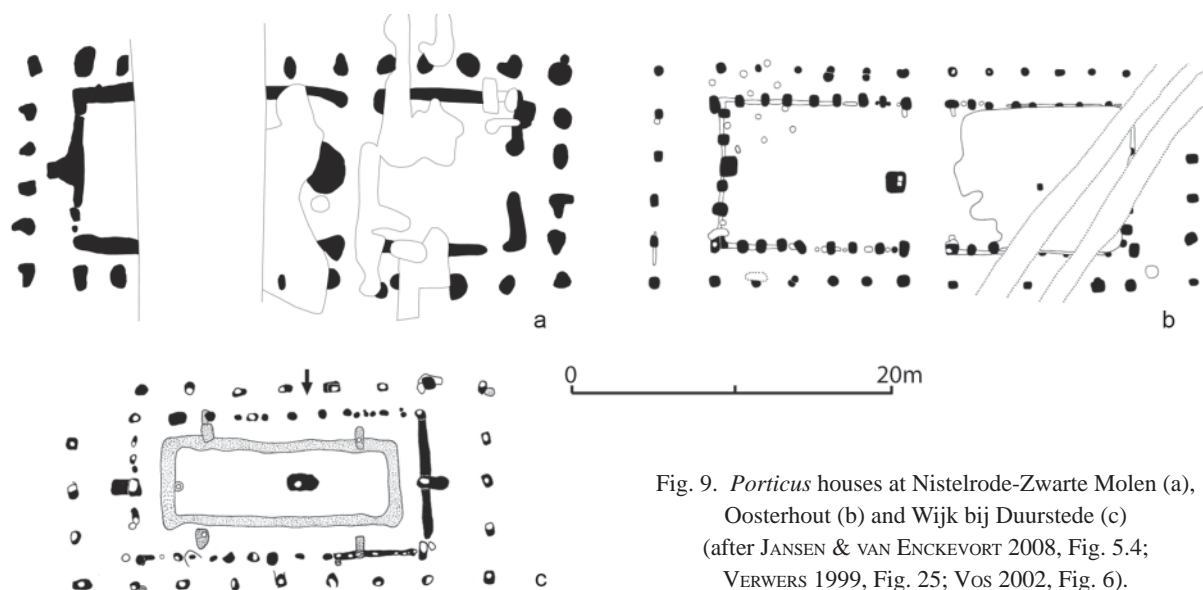 a
b
0
20m
c
Fig. 9. Porticus houses at Nistelrode-Zwarte Molen (a),
Oosterhout (b) and Wijk bij Duurstede (c)
(after JANSEN & VAN ENCKEVORT 2008, Fig. 5.4;
VERWERS 1999, Fig. 25; VOS 2002, Fig. 6).